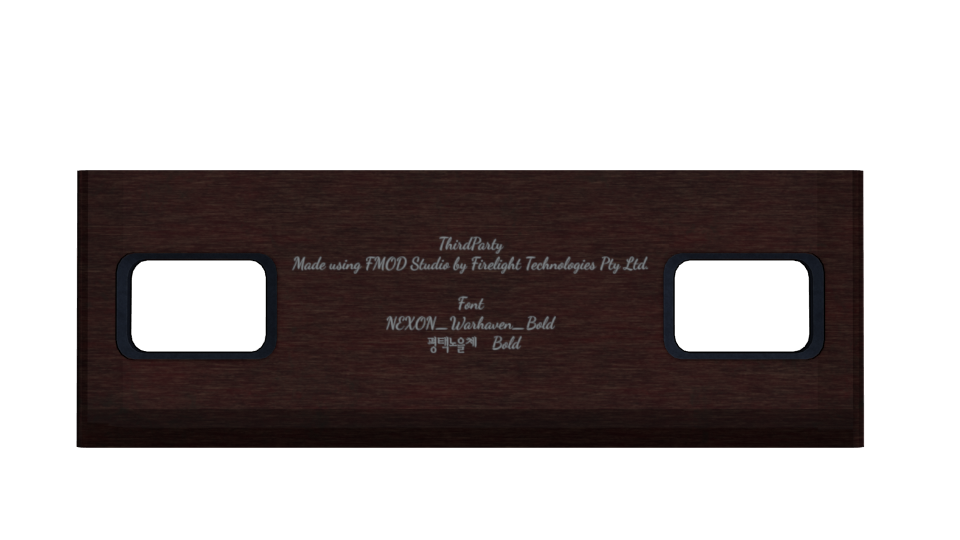 ThirdParty
Made using FMOD Studio by Firelight Technologies Pty Ltd.
Font
NEXON_Warhaven_Bold
평택노을체 Bold